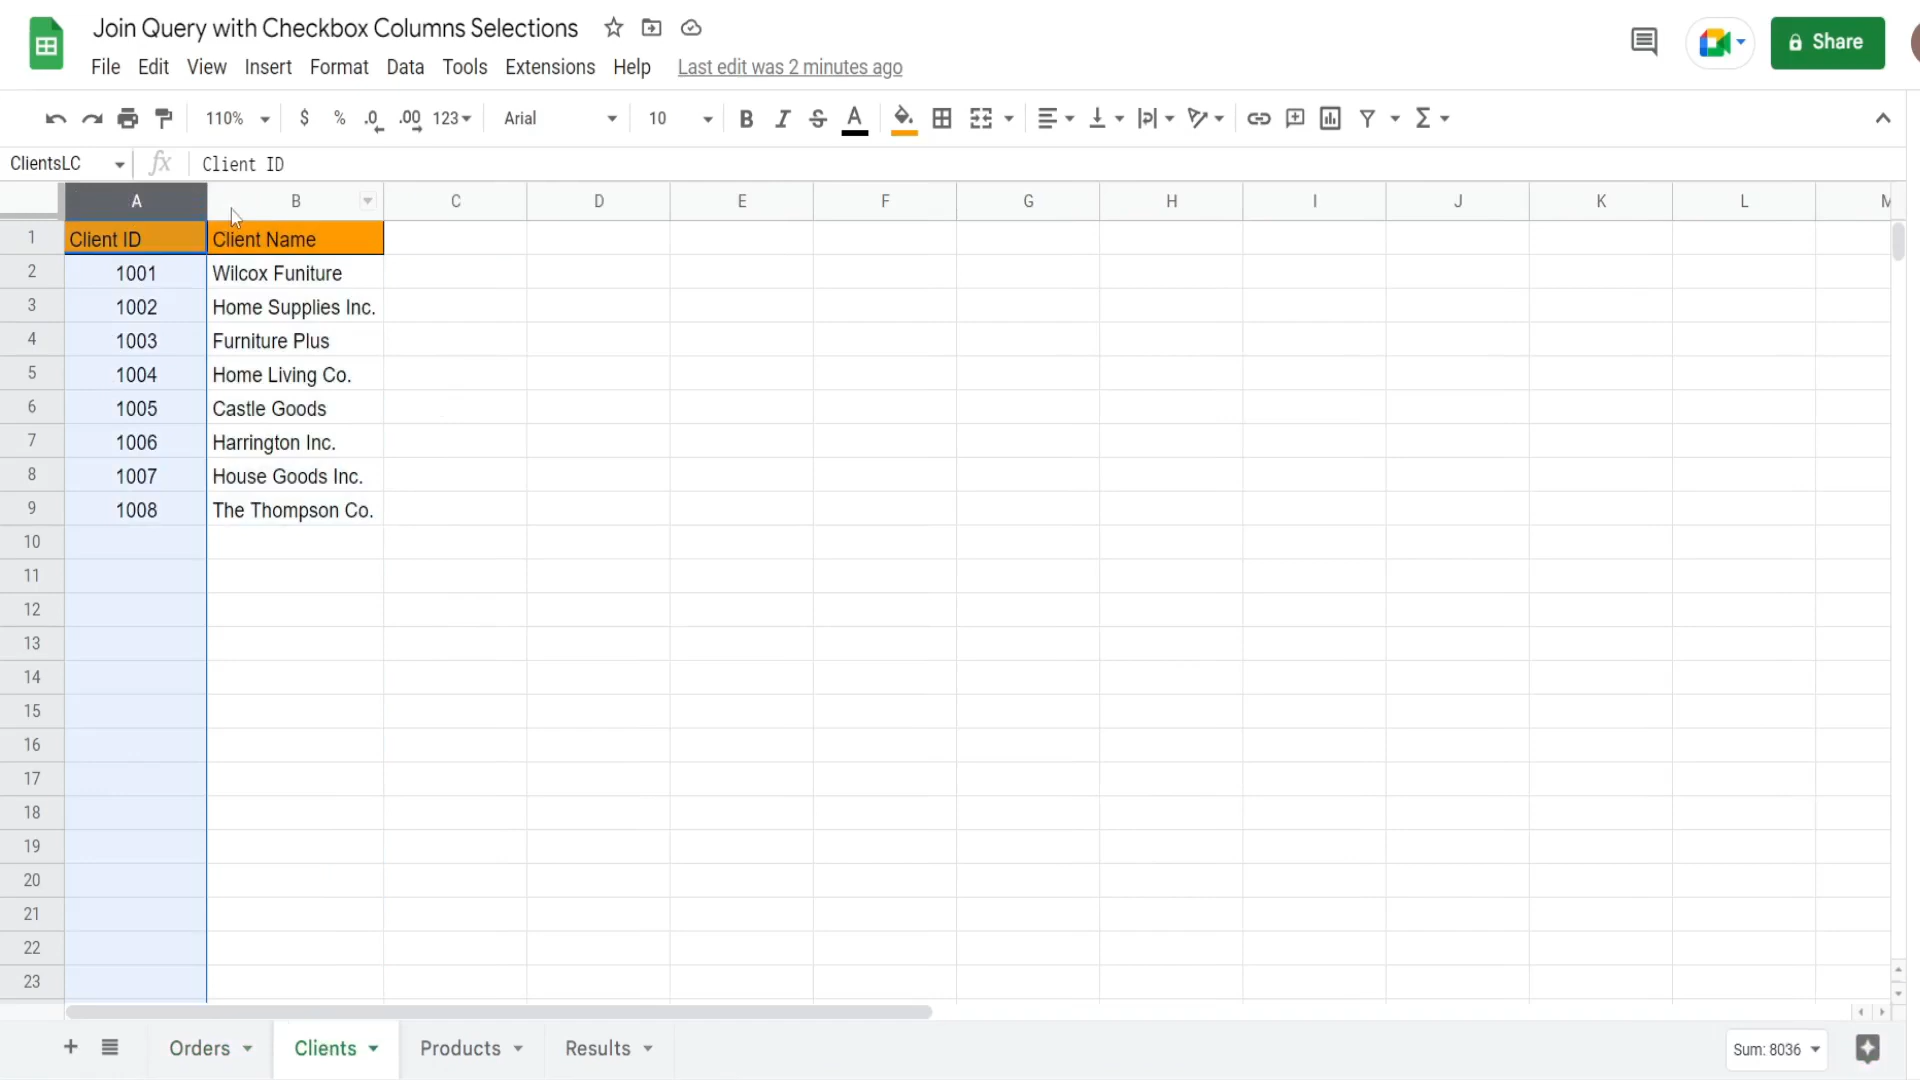 Join Query with Checkbox Columns Selections
File Edit View Insert Format Data Tools Extensions Help Last edit was 2 minutes ago
Share
110% $ % .0 .00 123 Arial 10 B I S A
ClientsLC fx Client ID
A B C D E F G H I J K L
1 Client ID Client Name
2 1001 Wilcox Funiture
3 1002 Home Supplies Inc.
4 1003 Furniture Plus
5 1004 Home Living Co.
6 1005 Castle Goods
7 1006 Harrington Inc.
8 1007 House Goods Inc.
9 1008 The Thompson Co.
10
11
12
13
14
15
16
17
18
19
20
21
22
23
+ Orders Clients Products Results Sum: 8036